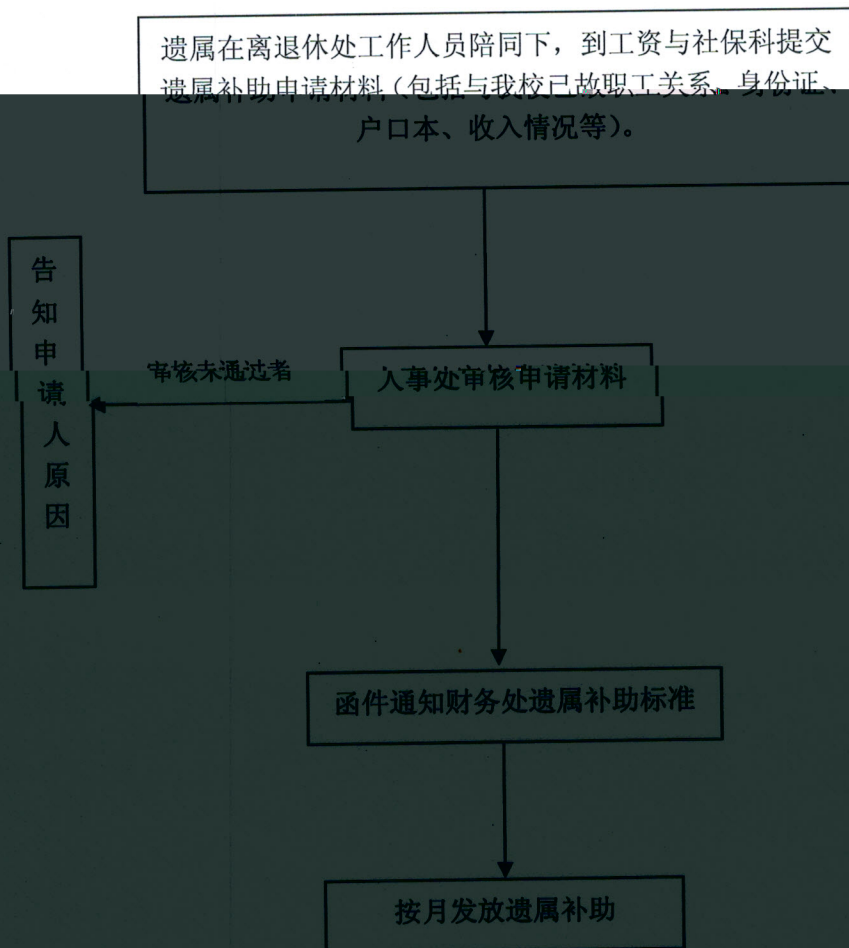 遗属在离退休处工作人员陪同下，到工资与社保科提交
遗属补助申请材料（包括与我校已故职工关系、身份证、
户口本、收入情况等）。
告知申请人原因
审核未通过者
人事处审核申请材料
函件通知财务处遗属补助标准
按月发放遗属补助